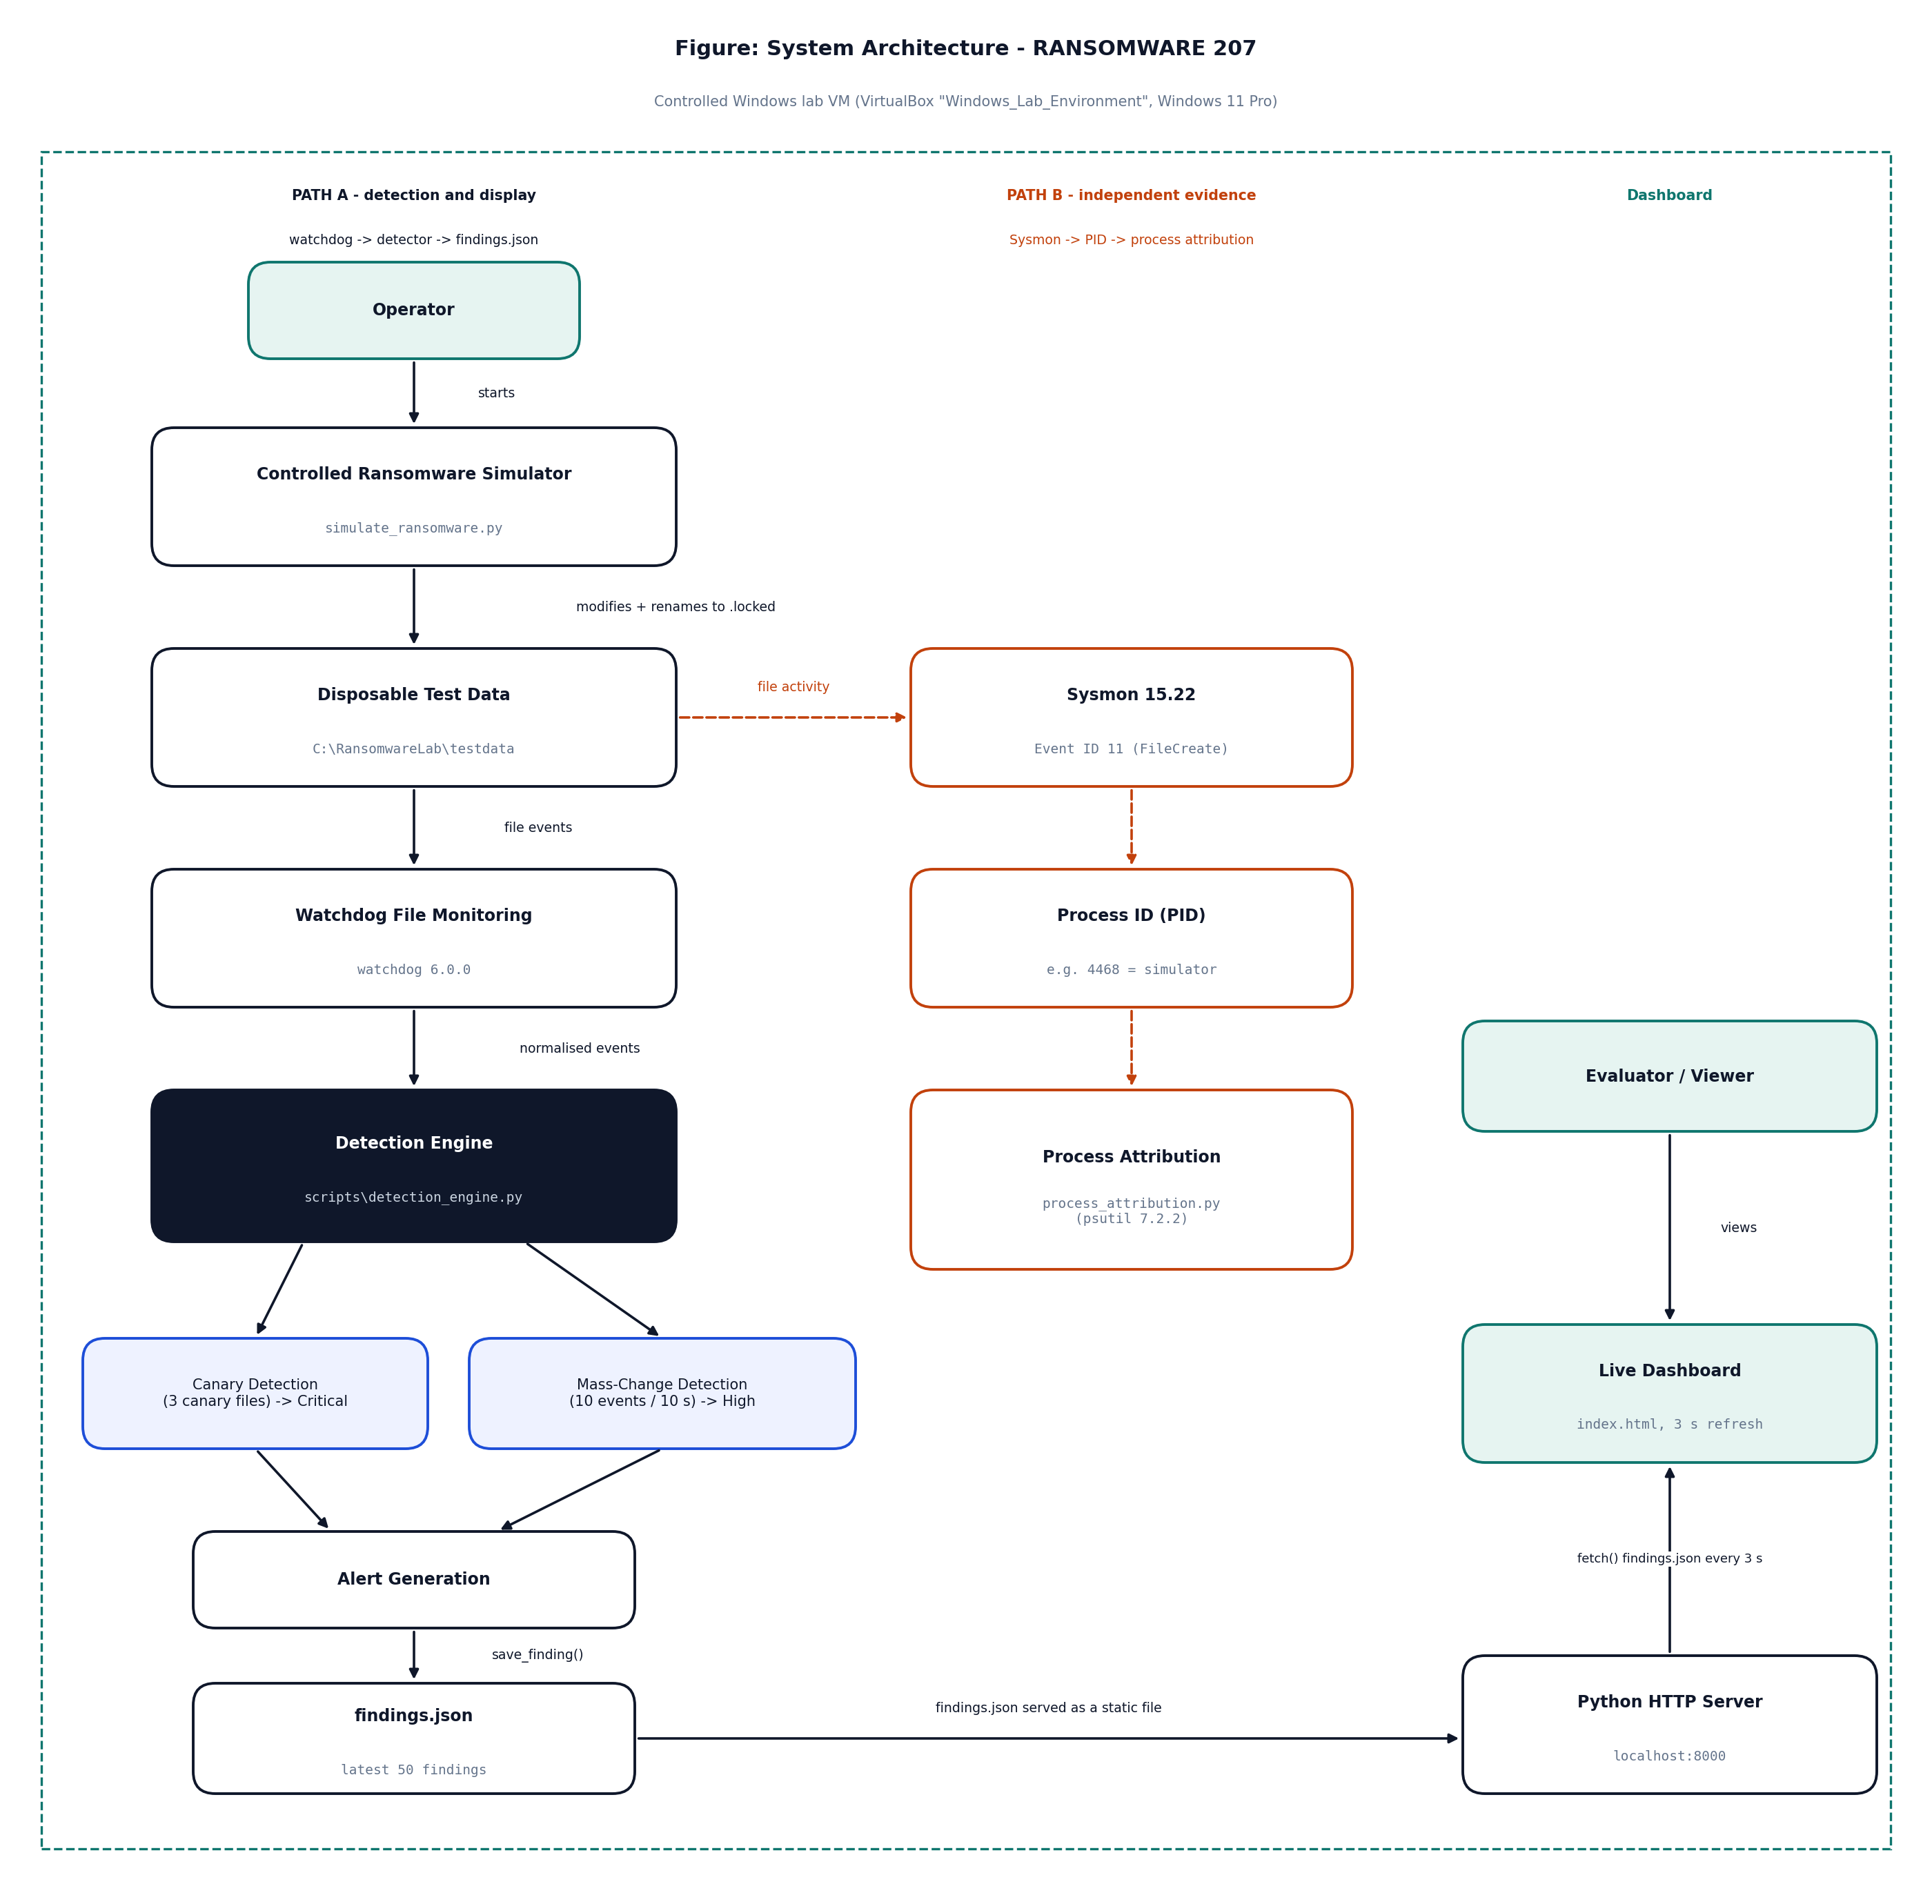 Figure: System Architecture - RANSOMWARE 207
Controlled Windows lab VM (VirtualBox "Windows_Lab_Environment", Windows 11 Pro)
PATH A - detection and display
watchdog -> detector -> findings.json
PATH B - independent evidence
Sysmon -> PID -> process attribution
Dashboard
Operator
starts
Controlled Ransomware Simulator
simulate_ransomware.py
modifies + renames to .locked
Disposable Test Data
C:\RansomwareLab\testdata
file activity
Sysmon 15.22
Event ID 11 (FileCreate)
file events
Watchdog File Monitoring
watchdog 6.0.0
Process ID (PID)
e.g. 4468 = simulator
normalised events
Detection Engine
scripts\detection_engine.py
Process Attribution
process_attribution.py
(psutil 7.2.2)
Evaluator / Viewer
views
Canary Detection
(3 canary files) -> Critical
Mass-Change Detection
(10 events / 10 s) -> High
Live Dashboard
index.html, 3 s refresh
Alert Generation
fetch() findings.json every 3 s
save_finding()
findings.json
latest 50 findings
findings.json served as a static file
Python HTTP Server
localhost:8000